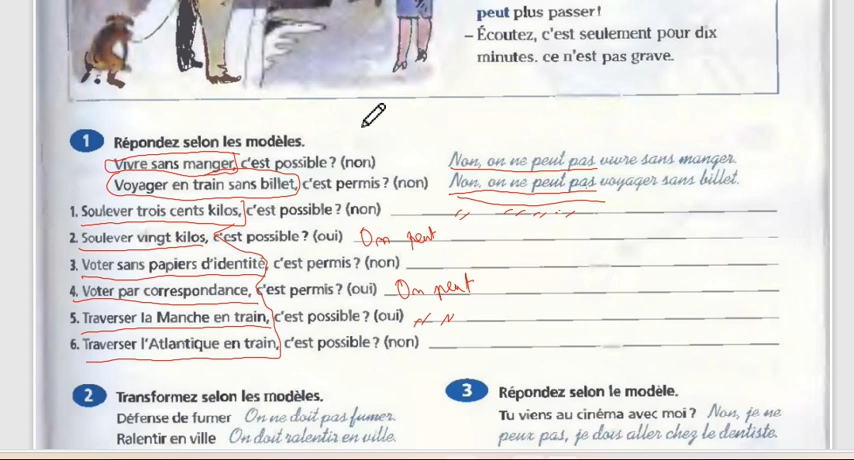 peut plus passer!
– Écoutez, c'est seulement pour dix
minutes. ce n'est pas grave.
1 Répondez selon les modèles.
Vivre sans manger, c'est possible ? (non) Non, on ne peut pas vivre sans manger.
Voyager en train sans billet, c'est permis ? (non) Non, on ne peut pas voyager sans billet.
1. Soulever trois cents kilos, c'est possible ? (non)
2. Soulever vingt kilos, c'est possible ? (oui) On peut
3. Voter sans papiers d'identité, c'est permis ? (non)
4. Voter par correspondance, c'est permis ? (oui) On peut
5. Traverser la Manche en train, c'est possible ? (oui)
6. Traverser l'Atlantique en train, c'est possible ? (non)
2 Transformez selon les modèles.
Défense de fumer On ne doit pas fumer.
Ralentir en ville On doit ralentir en ville.
3 Répondez selon le modèle.
Tu viens au cinéma avec moi ? Non, je ne
peux pas, je dois aller chez le dentiste.